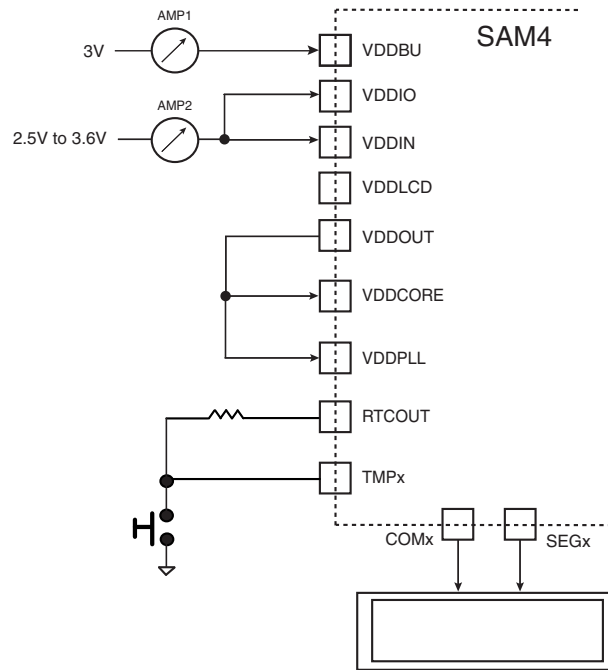 AMP1
SAM4
3V
VDDBU
AMP2
VDDIO
2.5V to 3.6V
VDDIN
VDDLCD
VDDOUT
VDDCORE
VDDPLL
RTCOUT
TMPx
COMx
SEGx